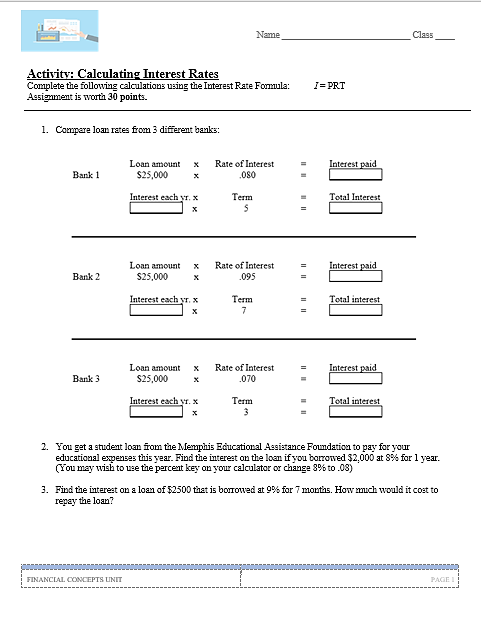 Name____________________ Class ____
Activity: Calculating Interest Rates
Complete the following calculations using the Interest Rate Formula: I = PRT
Assignment is worth 30 points.
1. Compare loan rates from 3 different banks:
Loan amount x Rate of Interest = Interest paid
Bank 1 $25,000 x .080 =
Interest each yr. x Term = Total Interest
x 5 =
Loan amount x Rate of Interest = Interest paid
Bank 2 $25,000 x .095 =
Interest each yr. x Term = Total interest
x 7 =
Loan amount x Rate of Interest = Interest paid
Bank 3 $25,000 x .070 =
Interest each yr. x Term = Total interest
x 3 =
2. You get a student loan from the Memphis Educational Assistance Foundation to pay for your
educational expenses this year. Find the interest on the loan if you borrowed $2,000 at 8% for 1 year.
(You may wish to use the percent key on your calculator or change 8% to .08)
3. Find the interest on a loan of $2500 that is borrowed at 9% for 7 months. How much would it cost to
repay the loan?
FINANCIAL CONCEPTS UNIT PAGE 1